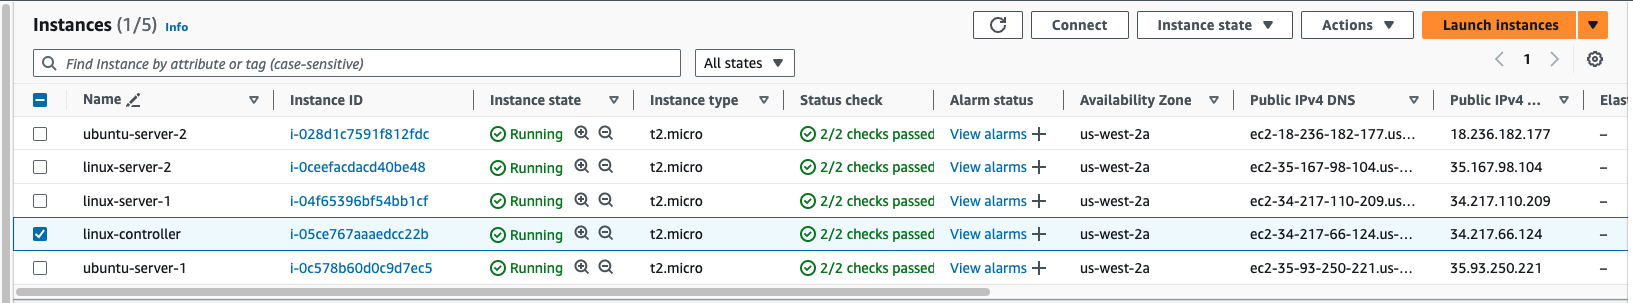 Instances (1/5) Info Connect Instance state Actions Launch instances
Find Instance by attribute or tag (case-sensitive) All states 1
Name Instance ID Instance state Instance type Status check Alarm status Availability Zone Public IPv4 DNS Public IPv4 ... Elas
ubuntu-server-2 i-028d1c7591f812fdc Running t2.micro 2/2 checks passed View alarms + us-west-2a ec2-18-236-182-177.us... 18.236.182.177 –
linux-server-2 i-0ceefacdacd40be48 Running t2.micro 2/2 checks passed View alarms + us-west-2a ec2-35-167-98-104.us-... 35.167.98.104 –
linux-server-1 i-04f65396bf54bb1cf Running t2.micro 2/2 checks passed View alarms + us-west-2a ec2-34-217-110-209.us... 34.217.110.209 –
linux-controller i-05ce767aaaedcc22b Running t2.micro 2/2 checks passed View alarms + us-west-2a ec2-34-217-66-124.us-... 34.217.66.124 –
ubuntu-server-1 i-0c578b60d0c9d7ec5 Running t2.micro 2/2 checks passed View alarms + us-west-2a ec2-35-93-250-221.us-... 35.93.250.221 –